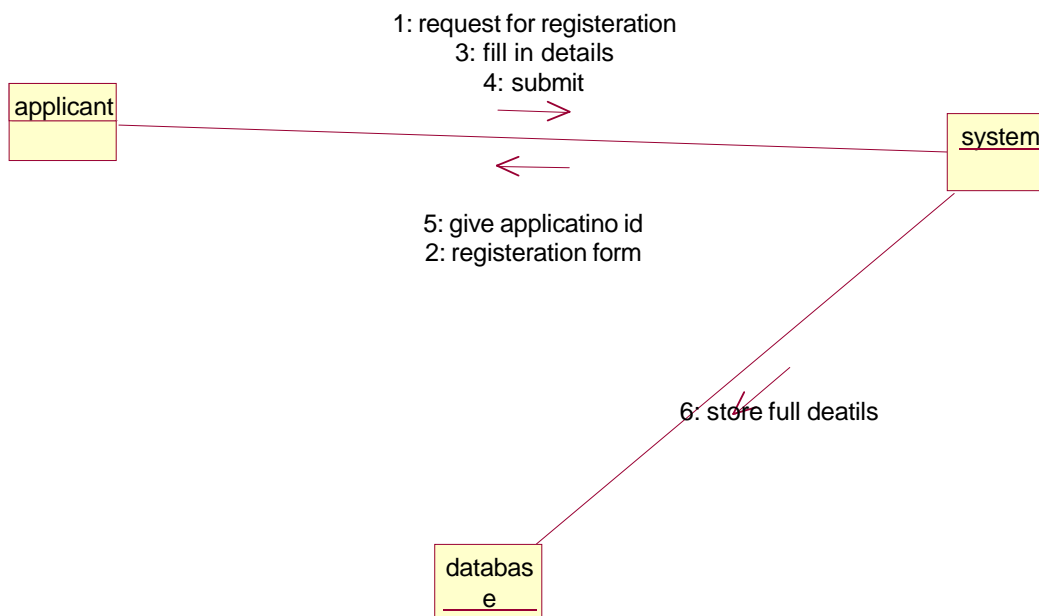 1: request for registeration
3: fill in details
4: submit
applicant
system
5: give applicatino id
2: registeration form
6: store full deatils
databas
e